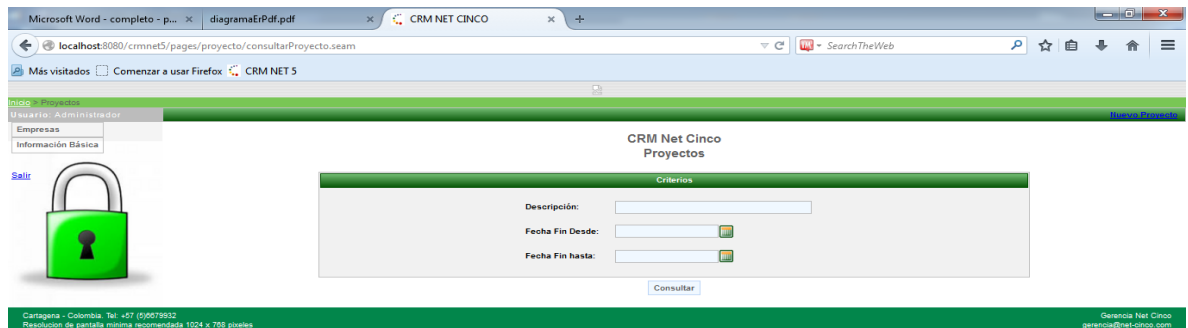 Microsoft Word - completo - p... × diagramaErPdf.pdf × CRM NET CINCO × +
localhost:8080/crmnet5/pages/proyecto/consultarProyecto.seam SearchTheWeb
Más visitados Comenzar a usar Firefox CRM NET 5
Inicio > Proyectos
Usuario: Administrador Nuevo Proyecto
Empresas
Información Básica
Salir
CRM Net Cinco
Proyectos
Criterios
Descripción:
Fecha Fin Desde:
Fecha Fin hasta:
Consultar
Cartagena - Colombia. Tel: +57 (5)6679932 Gerencia Net Cinco
Resolucion de pantalla minima recomendada 1024 x 768 pixeles gerencia@net-cinco.com